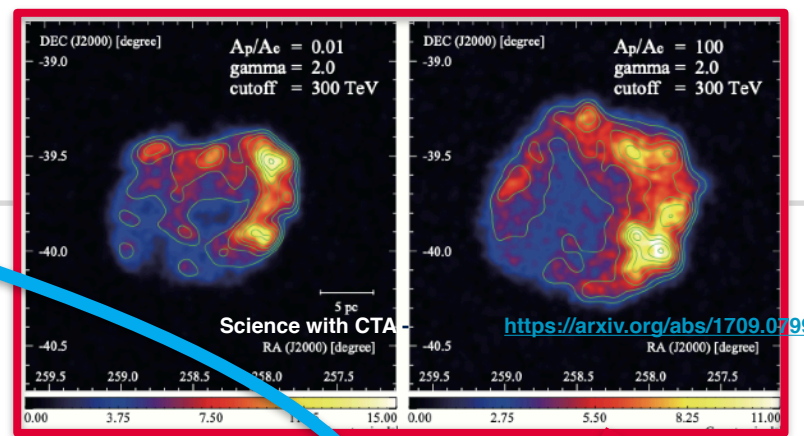 DEC (J2000) [degree]
Ap/Ae = 0.01
gamma = 2.0
cutoff = 300 TeV
-39.0
-39.5
-40.0
-40.5
5 pc
RA (J2000) [degree]
259.5 259.0 258.5 258.0 257.5
0.00 3.75 7.50 15.00
DEC (J2000) [degree]
Ap/Ae = 100
gamma = 2.0
cutoff = 300 TeV
-39.0
-39.5
-40.0
-40.5
RA (J2000) [degree]
259.5 259.0 258.5 258.0 257.5
0.00 2.75 5.50 8.25 11.00
Science with CTA - https://arxiv.org/abs/1709.0799